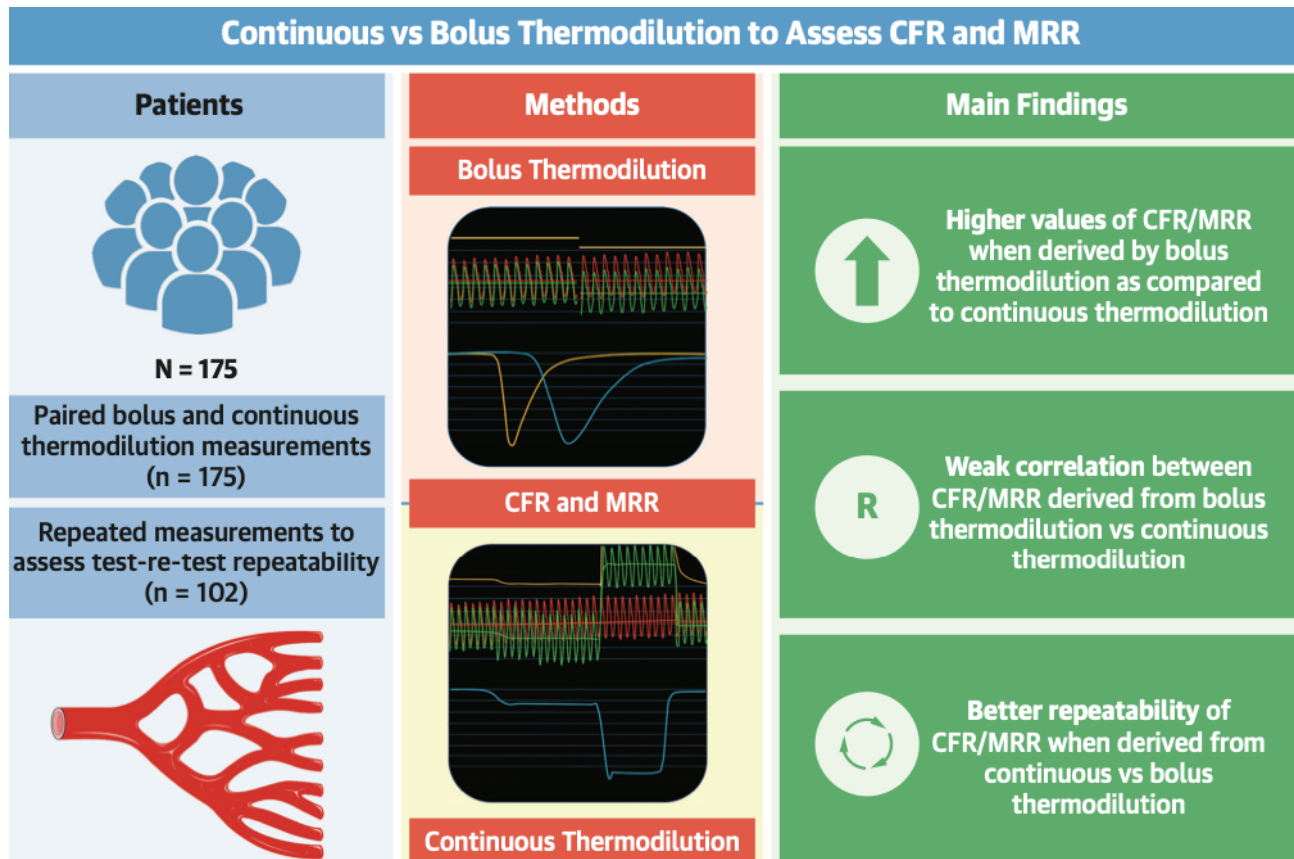 Continuous vs Bolus Thermodilution to Assess CFR and MRR
Patients
N = 175
Paired bolus and continuous
thermodilution measurements
(n = 175)
Repeated measurements to
assess test-re-test repeatability
(n = 102)
Methods
Bolus Thermodilution
CFR and MRR
Continuous Thermodilution
Main Findings
Higher values of CFR/MRR
when derived by bolus
thermodilution as compared
to continuous thermodilution
R
Weak correlation between
CFR/MRR derived from bolus
thermodilution vs continuous
thermodilution
Better repeatability of
CFR/MRR when derived from
continuous vs bolus
thermodilution